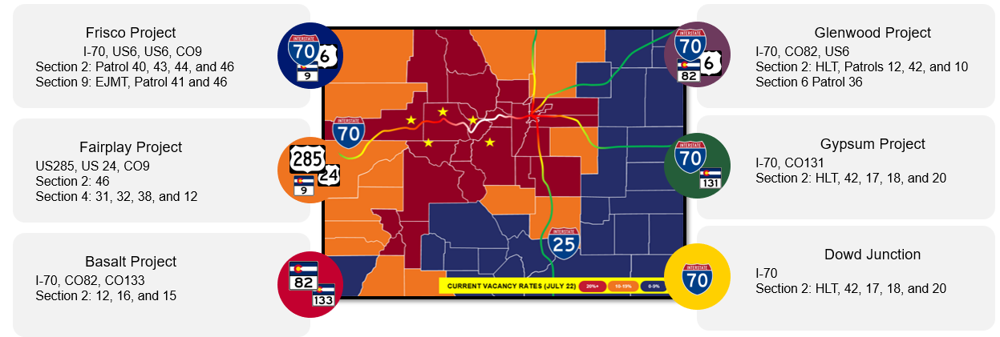 Frisco Project
I-70, US6, US6, CO9
Section 2: Patrol 40, 43, 44, and 46
Section 9: EJMT, Patrol 41 and 46
INTERSTATE
70
6
9
Fairplay Project
US285, US 24, CO9
Section 2: 46
Section 4: 31, 32, 38, and 12
285
24
9
Basalt Project
I-70, CO82, CO133
Section 2: 12, 16, and 15
82
133
INTERSTATE
70
INTERSTATE
25
CURRENT VACANCY RATES (JULY 22)
20%+
10-19%
0-9%
Glenwood Project
I-70, CO82, US6
Section 2: HLT, Patrols 12, 42, and 10
Section 6 Patrol 36
INTERSTATE
70
82
6
Gypsum Project
I-70, CO131
Section 2: HLT, 42, 17, 18, and 20
INTERSTATE
70
131
Dowd Junction
I-70
Section 2: HLT, 42, 17, 18, and 20
INTERSTATE
70